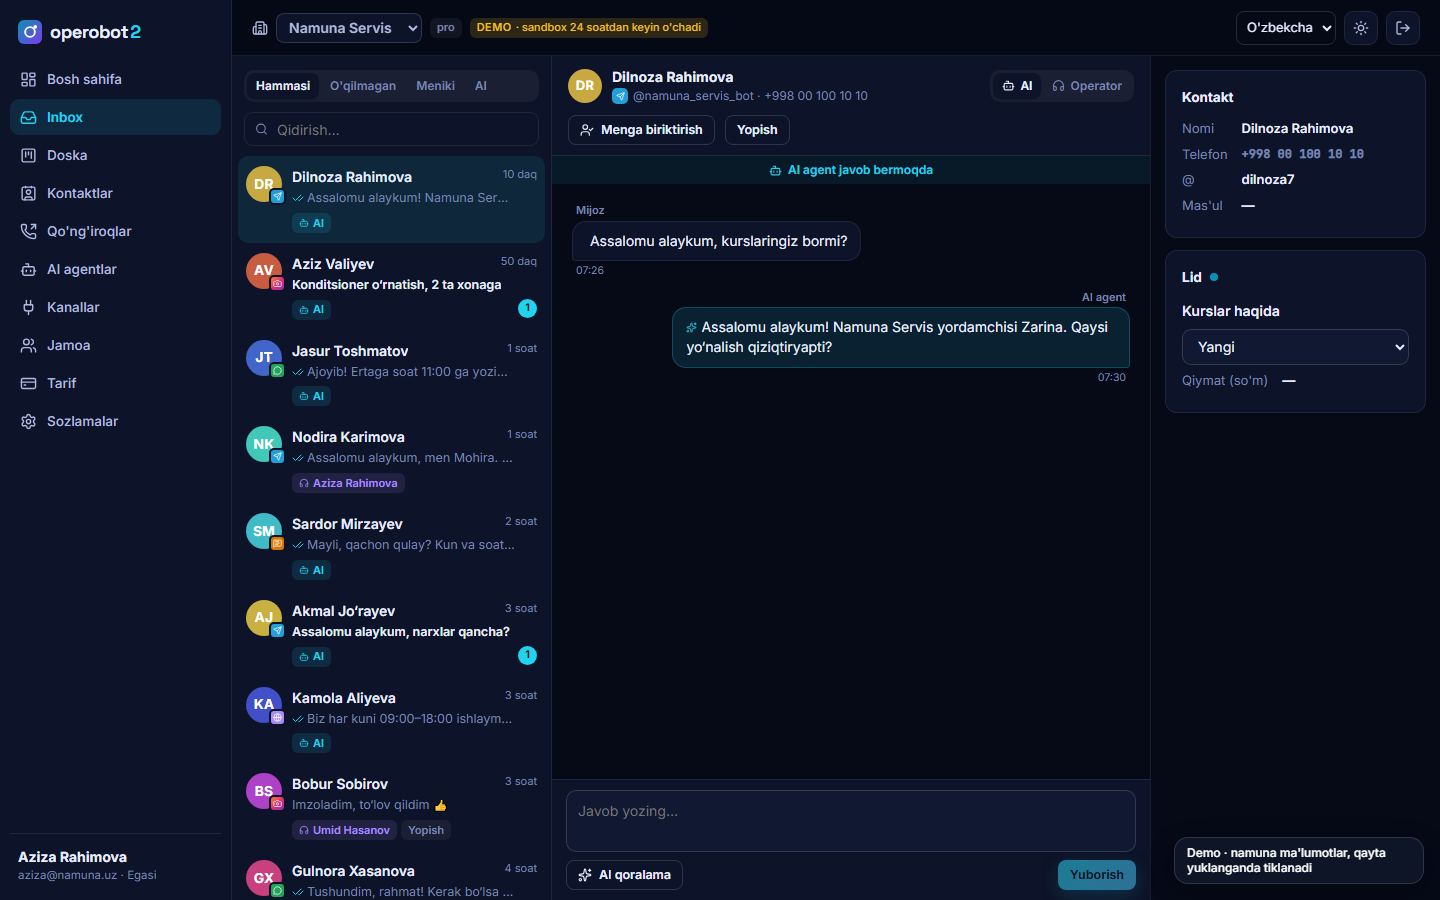 operobot2
Bosh sahifa
Inbox
Doska
Kontaktlar
Qo'ng'iroqlar
AI agentlar
Kanallar
Jamoa
Tarif
Sozlamalar
Aziza Rahimova
aziza@namuna.uz · Egasi
Namuna Servis
pro
DEMO · sandbox 24 soatdan keyin o'chadi
O'zbekcha
Hammasi
O'qilmagan
Meniki
AI
Qidirish...
DR
Dilnoza Rahimova
10 daq
Assalomu alaykum! Namuna Ser...
AI
AV
Aziz Valiyev
50 daq
Konditsioner o‘rnatish, 2 ta xonaga
AI
1
JT
Jasur Toshmatov
1 soat
Ajoyib! Ertaga soat 11:00 ga yozi...
AI
NK
Nodira Karimova
1 soat
Assalomu alaykum, men Mohira. ...
Aziza Rahimova
SM
Sardor Mirzayev
2 soat
Mayli, qachon qulay? Kun va soat...
AI
AJ
Akmal Jo‘rayev
3 soat
Assalomu alaykum, narxlar qancha?
AI
1
KA
Kamola Aliyeva
3 soat
Biz har kuni 09:00–18:00 ishlaym...
AI
BS
Bobur Sobirov
3 soat
Imzoladim, to‘lov qildim 👍
Umid Hasanov
Yopish
GX
Gulnora Xasanova
4 soat
Tushundim, rahmat! Kerak bo‘lsa ...
DR
Dilnoza Rahimova
@namuna_servis_bot · +998 00 100 10 10
AI
Operator
Menga biriktirish
Yopish
AI agent javob bermoqda
Mijoz
Assalomu alaykum, kurslaringiz bormi?
07:26
AI agent
Assalomu alaykum! Namuna Servis yordamchisi Zarina. Qaysi
yo‘nalish qiziqtiryapti?
07:30
Javob yozing...
AI qoralama
Yuborish
Kontakt
Nomi Dilnoza Rahimova
Telefon +998 00 100 10 10
@ dilnoza7
Mas'ul —
Lid
Kurslar haqida
Yangi
Qiymat (so'm) —
Demo · namuna ma'lumotlar, qayta
yuklanganda tiklanadi